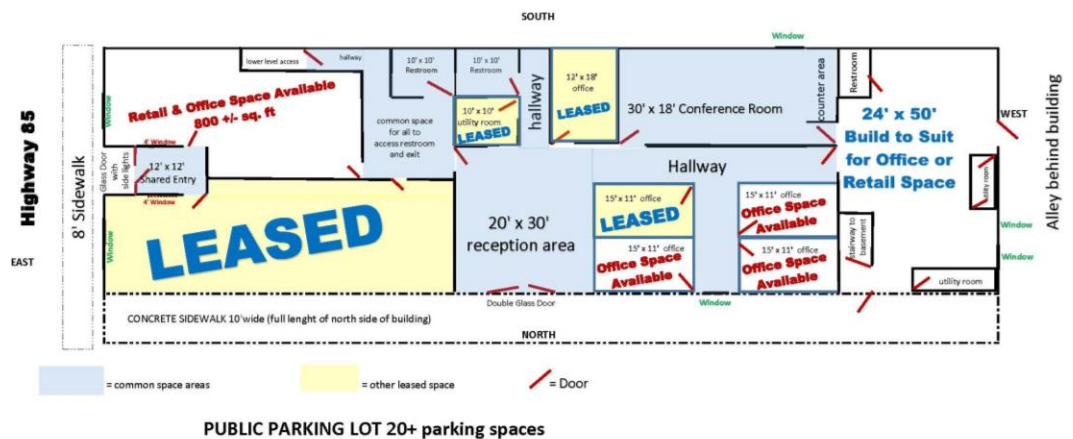 SOUTH
Window
lower level access
hallway
10' x 10'
Restroom
10' x 10'
Restroom
hallway
12' x 18'
office
LEASED
30' x 18' Conference Room
counter area
Restroom
Retail & Office Space Available
800 +/- sq. ft
Window
10' x 10'
utility room
LEASED
common space
for all to
access restroom
and exit
24' x 50'
Build to Suit
for Office or
Retail Space
WEST
Highway 85
8' Sidewalk
Glass Door
with
side lights
4' Window
12' x 12'
Shared Entry
4' Window
Hallway
utility room
Alley behind building
15' x 11' office
LEASED
15' x 11' office
Office Space
Available
20' x 30'
reception area
LEASED
Window
EAST
15' x 11' office
Office Space
Available
15' x 11' office
Office Space
Available
stairway to
basement
Window
Window
utility room
Double Glass Door
Window
CONCRETE SIDEWALK 10'wide (full lenght of north side of building)
NORTH
= common space areas
= other leased space
= Door
PUBLIC PARKING LOT 20+ parking spaces